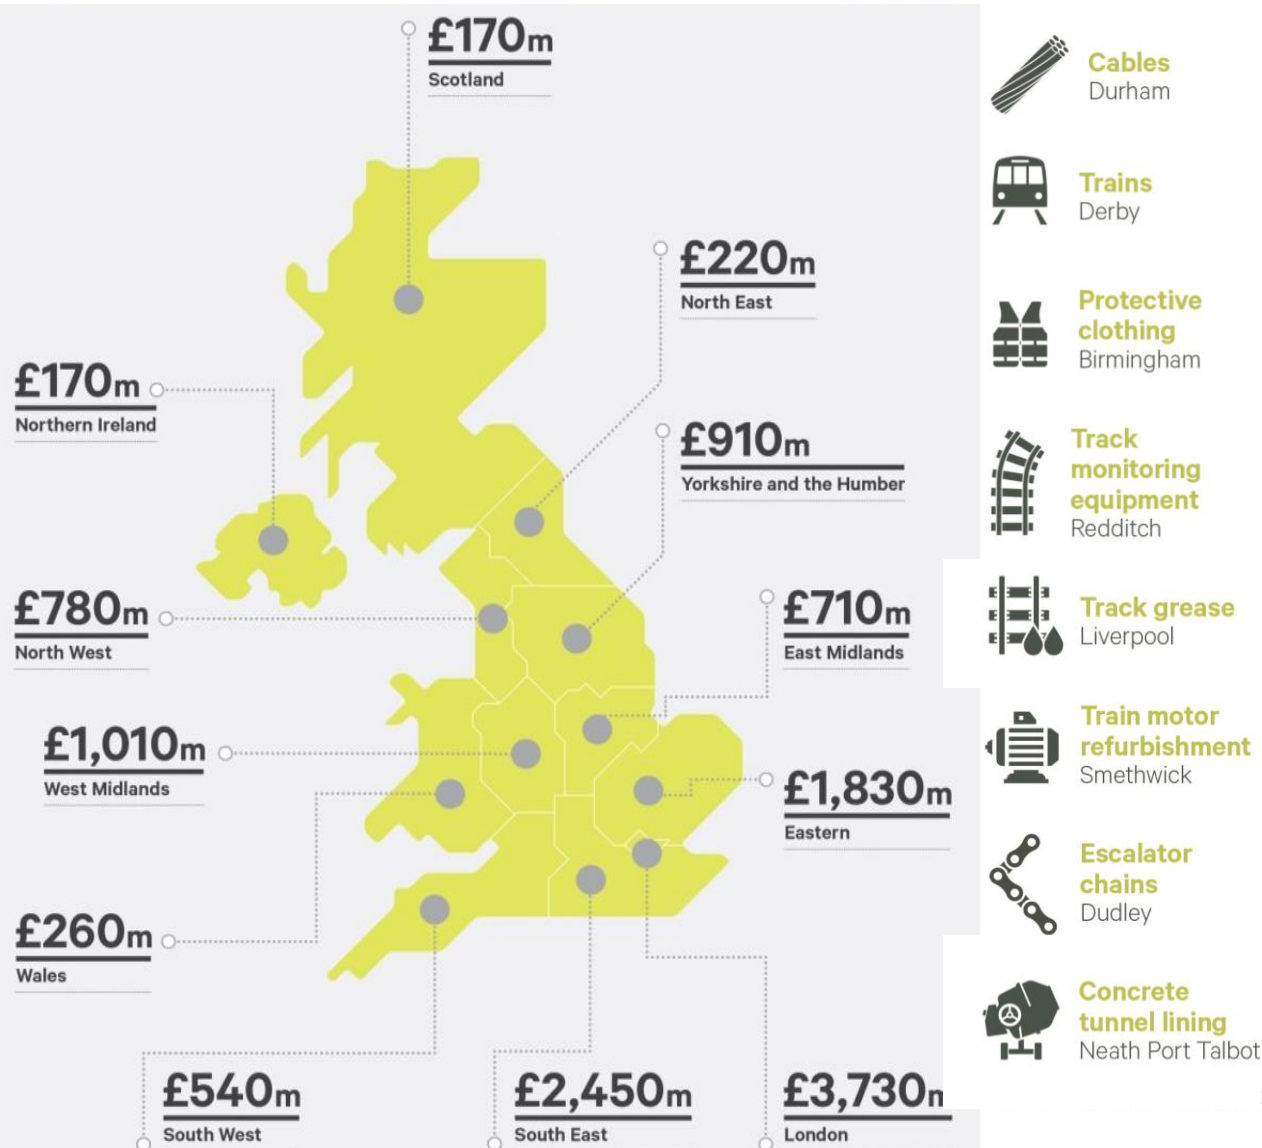 £170m
Scotland
£220m
North East
£170m
Northern Ireland
£910m
Yorkshire and the Humber
£780m
North West
£710m
East Midlands
£1,010m
West Midlands
£1,830m
Eastern
£260m
Wales
£540m
South West
£2,450m
South East
£3,730m
London
Cables
Durham
Trains
Derby
Protective
clothing
Birmingham
Track
monitoring
equipment
Redditch
Track grease
Liverpool
Train motor
refurbishment
Smethwick
Escalator
chains
Dudley
Concrete
tunnel lining
Neath Port Talbot